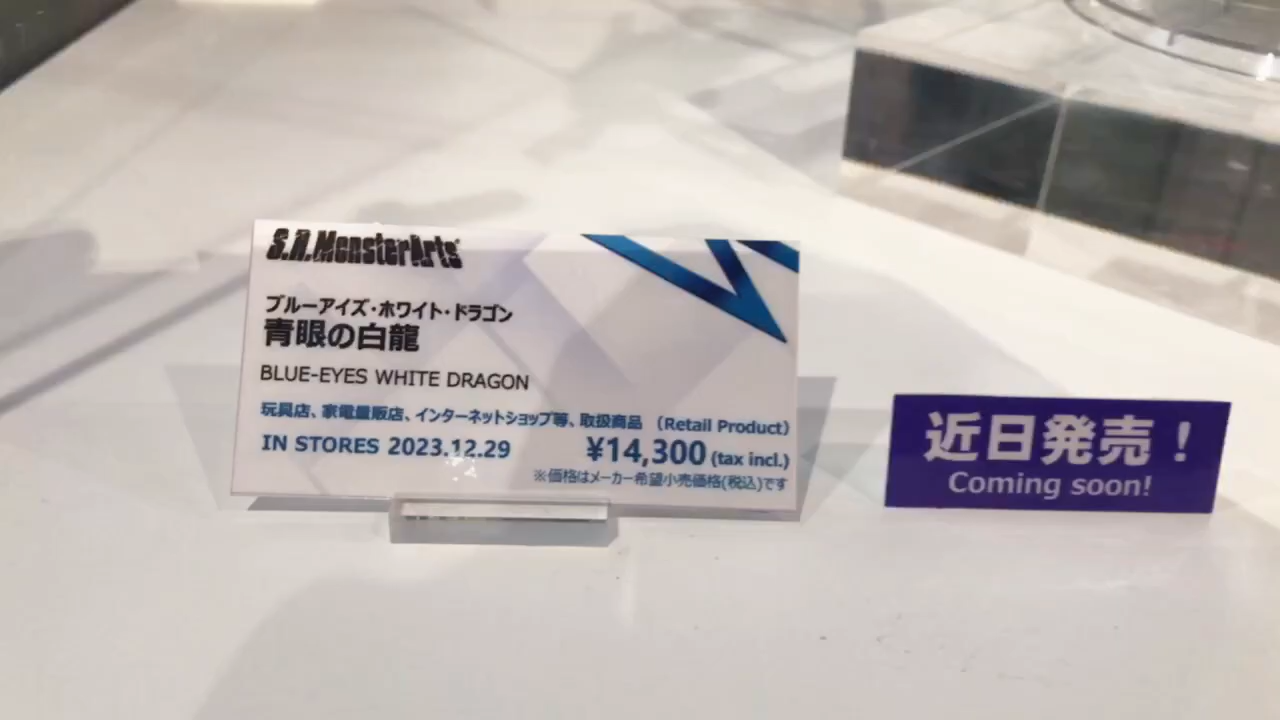 S.H.MonsterArts
ブルーアイズ・ホワイト・ドラゴン
青眼の白龍
BLUE-EYES WHITE DRAGON
玩具店、家電量販店、インターネットショップ等、取扱商品 （Retail Product）
IN STORES 2023.12.29 ¥14,300 (tax incl.)
※価格はメーカー希望小売価格(税込)です
近日発売！
Coming soon!